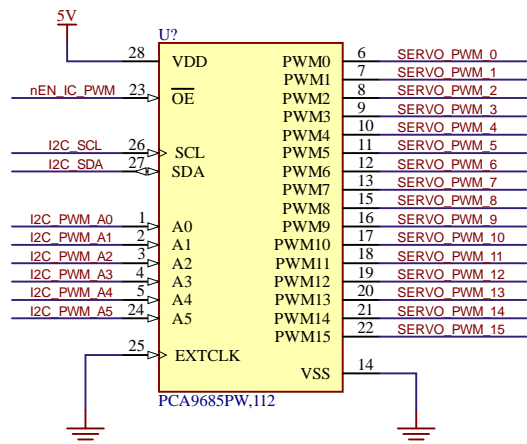 5V
U?
28 VDD PWM0 6 SERVO_PWM_0
PWM1 7 SERVO_PWM_1
nEN_IC_PWM 23 OE PWM2 8 SERVO_PWM_2
PWM3 9 SERVO_PWM_3
PWM4 10 SERVO_PWM_4
I2C_SCL 26 SCL PWM5 11 SERVO_PWM_5
I2C_SDA 27 SDA PWM6 12 SERVO_PWM_6
PWM7 13 SERVO_PWM_7
PWM8 15 SERVO_PWM_8
I2C_PWM_A0 1 A0 PWM9 16 SERVO_PWM_9
I2C_PWM_A1 2 A1 PWM10 17 SERVO_PWM_10
I2C_PWM_A2 3 A2 PWM11 18 SERVO_PWM_11
I2C_PWM_A3 4 A3 PWM12 19 SERVO_PWM_12
I2C_PWM_A4 5 A4 PWM13 20 SERVO_PWM_13
I2C_PWM_A5 24 A5 PWM14 21 SERVO_PWM_14
PWM15 22 SERVO_PWM_15
25 EXTCLK
VSS 14
PCA9685PW,112